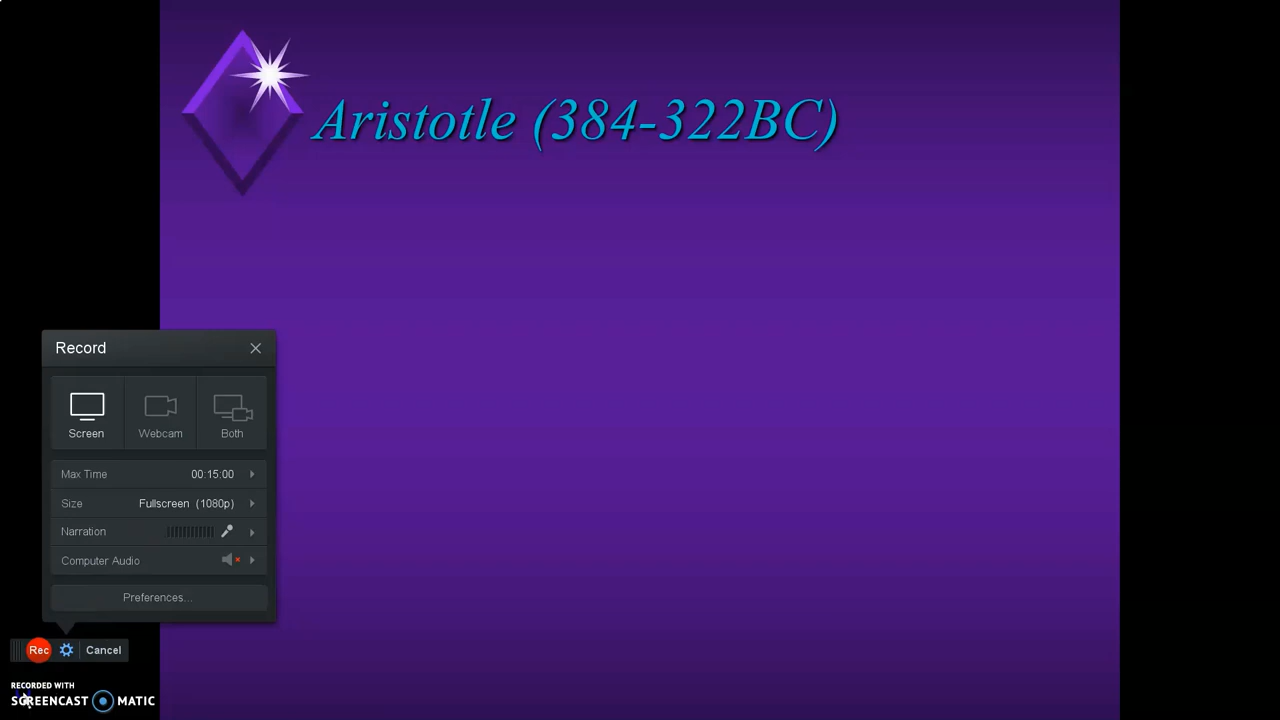 Aristotle (384-322BC)
Record
Screen Webcam Both
Max Time 00:15:00
Size Fullscreen (1080p)
Narration
Computer Audio
Preferences...
Rec Cancel
RECORDED WITH
SCREENCAST MATIC